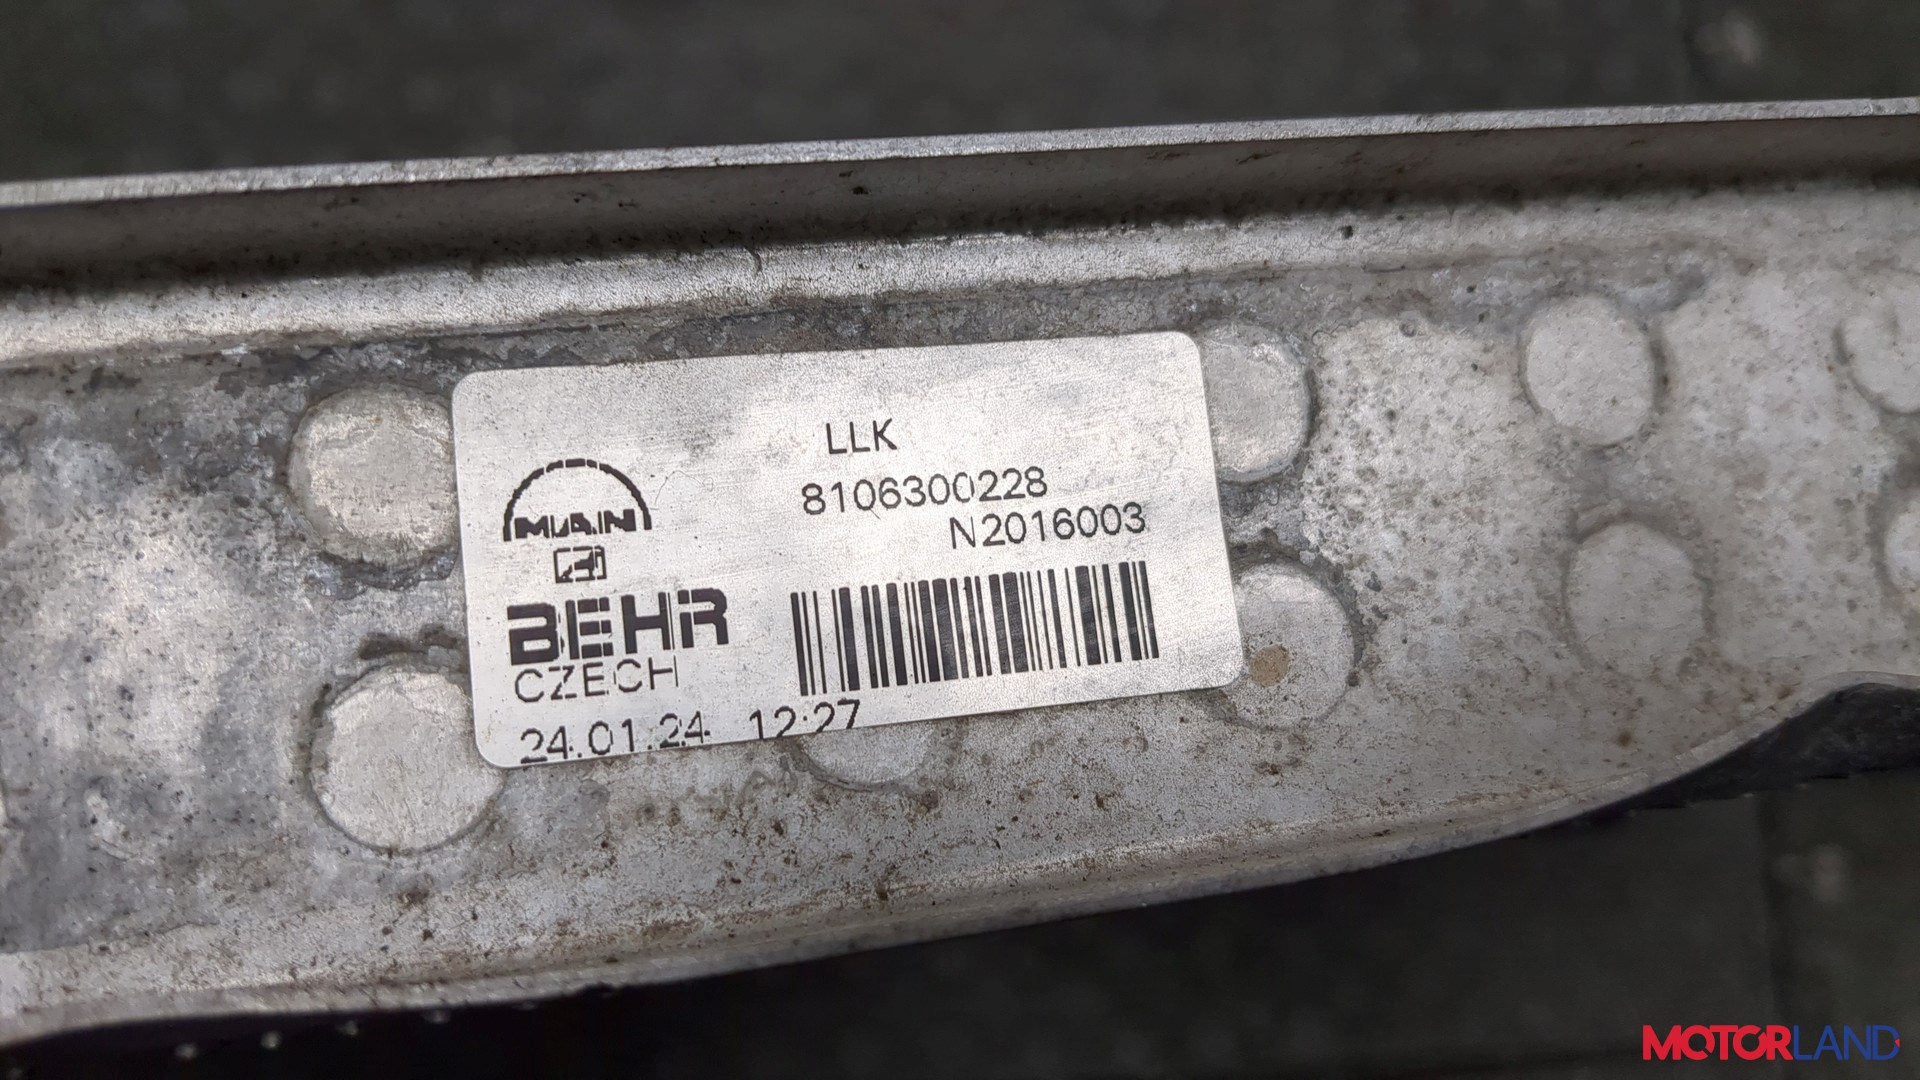 LLK
8106300228
N2016003
MAN
BEHR
CZECH
24.01.24 12:27
MOTORLAND